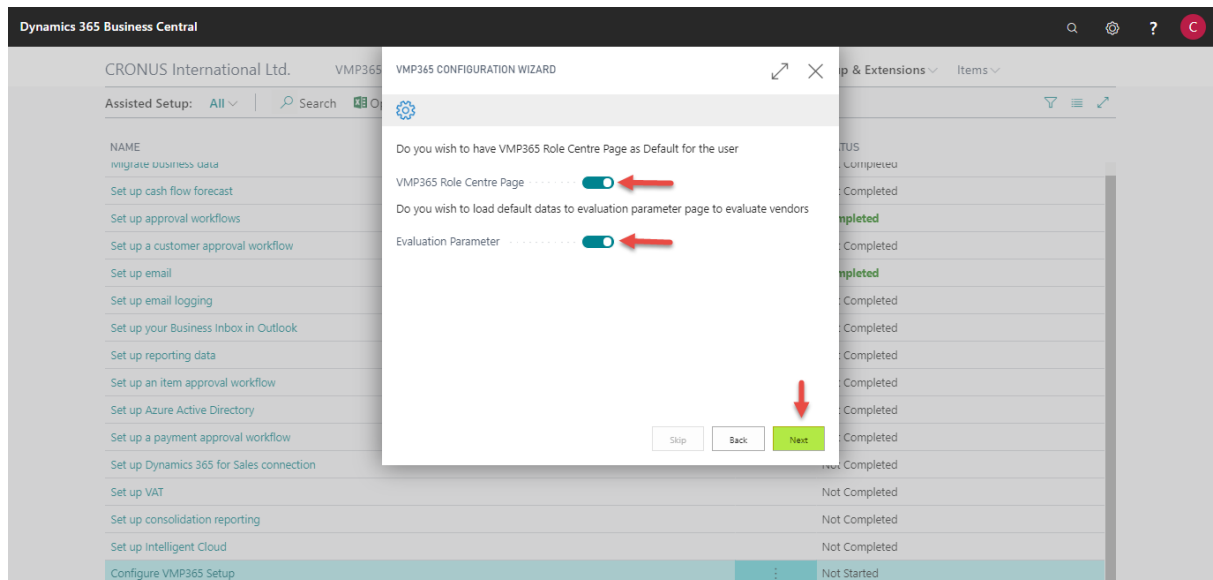 Dynamics 365 Business Central
?
C
CRONUS International Ltd.
VMP365
p & Extensions
Items
Assisted Setup:
All
Search
VMP365 CONFIGURATION WIZARD
Do you wish to have VMP365 Role Centre Page as Default for the user
VMP365 Role Centre Page
Do you wish to load default datas to evaluation parameter page to evaluate vendors
Evaluation Parameter
Skip
Back
Next
NAME
TUS
Migrate business data
Completed
Set up cash flow forecast
Completed
Set up approval workflows
mpleted
Set up a customer approval workflow
Completed
Set up email
mpleted
Set up email logging
Completed
Set up your Business Inbox in Outlook
Completed
Set up reporting data
Completed
Set up an item approval workflow
Completed
Set up Azure Active Directory
Completed
Set up a payment approval workflow
Completed
Set up Dynamics 365 for Sales connection
Not Completed
Set up VAT
Not Completed
Set up consolidation reporting
Not Completed
Set up Intelligent Cloud
Not Completed
Configure VMP365 Setup
Not Started